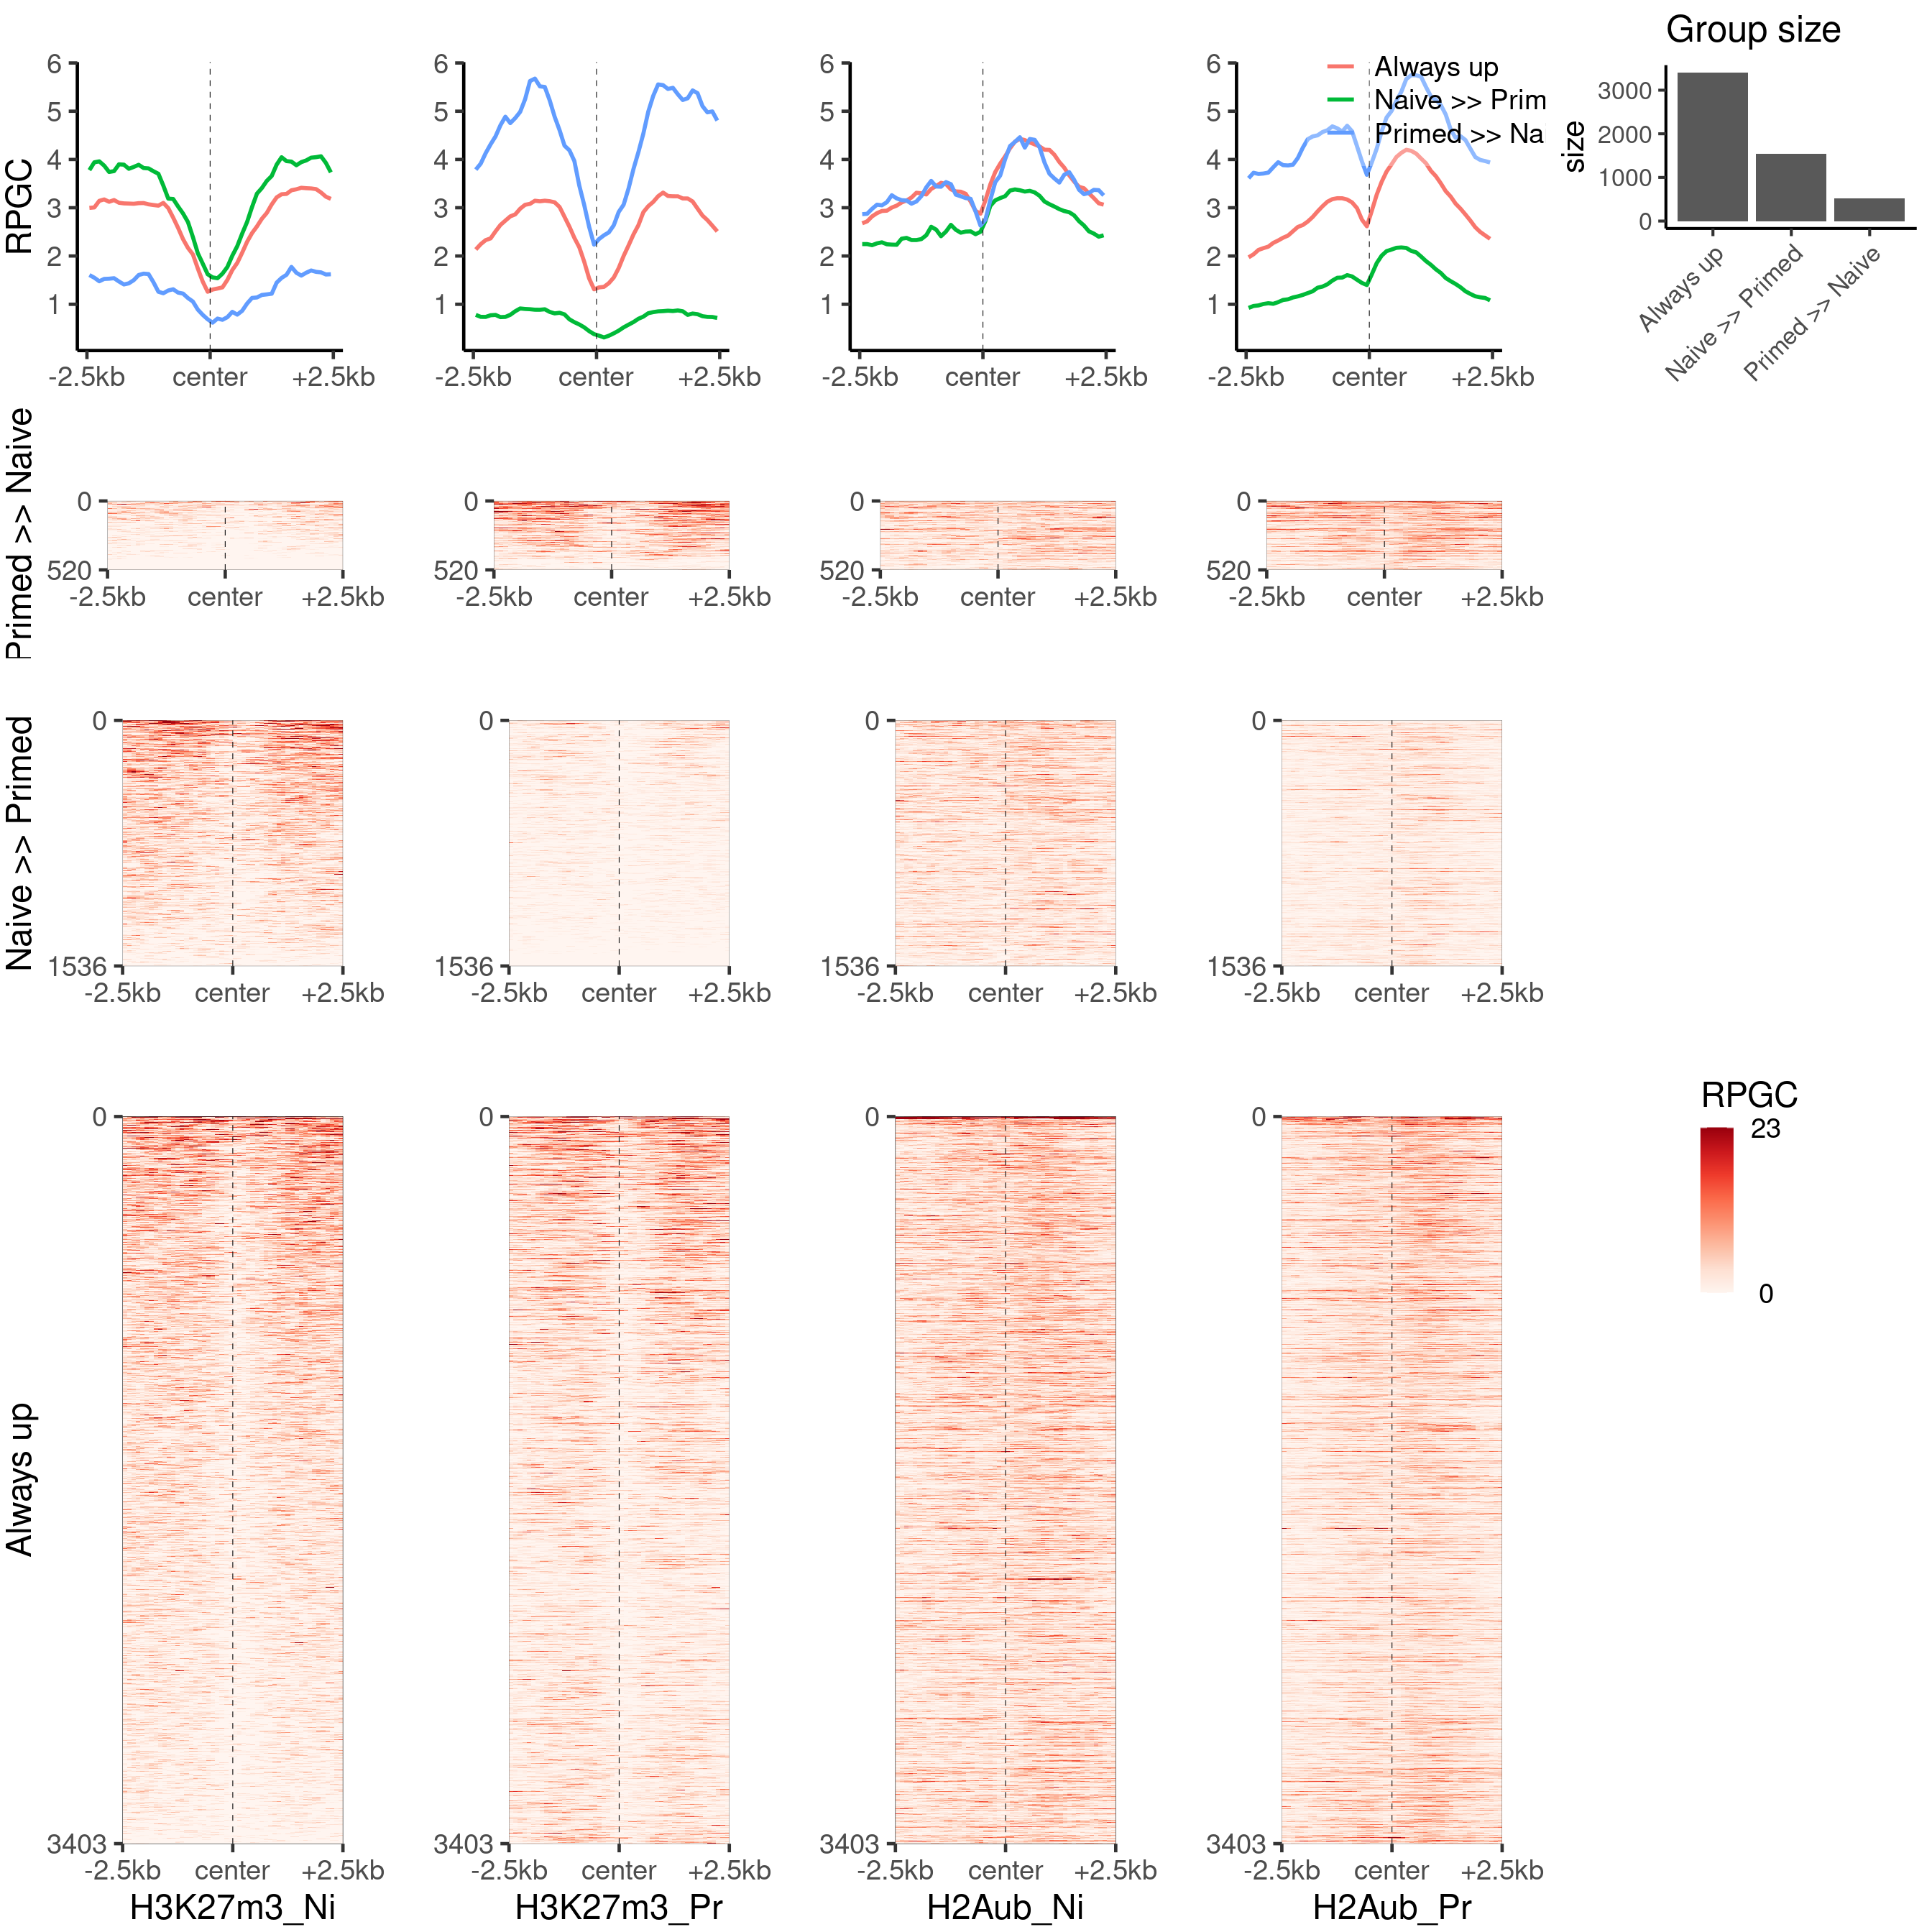 Group size
RPGC
6
5
4
3
2
1
-2.5kb center +2.5kb
6
5
4
3
2
1
-2.5kb center +2.5kb
6
5
4
3
2
1
-2.5kb center +2.5kb
6
5
4
3
2
1
-2.5kb center +2.5kb
Always up
Naive >> Prim
Primed >> Na
size
3000
2000
1000
0
Always up
Naive >> Primed
Primed >> Naive
Primed >> Naive
0
520
-2.5kb center +2.5kb
0
520
-2.5kb center +2.5kb
0
520
-2.5kb center +2.5kb
0
520
-2.5kb center +2.5kb
Naive >> Primed
0
1536
-2.5kb center +2.5kb
0
1536
-2.5kb center +2.5kb
0
1536
-2.5kb center +2.5kb
0
1536
-2.5kb center +2.5kb
RPGC
23
0
Always up
0
3403
-2.5kb center +2.5kb
H3K27m3_Ni
0
3403
-2.5kb center +2.5kb
H3K27m3_Pr
0
3403
-2.5kb center +2.5kb
H2Aub_Ni
0
3403
-2.5kb center +2.5kb
H2Aub_Pr